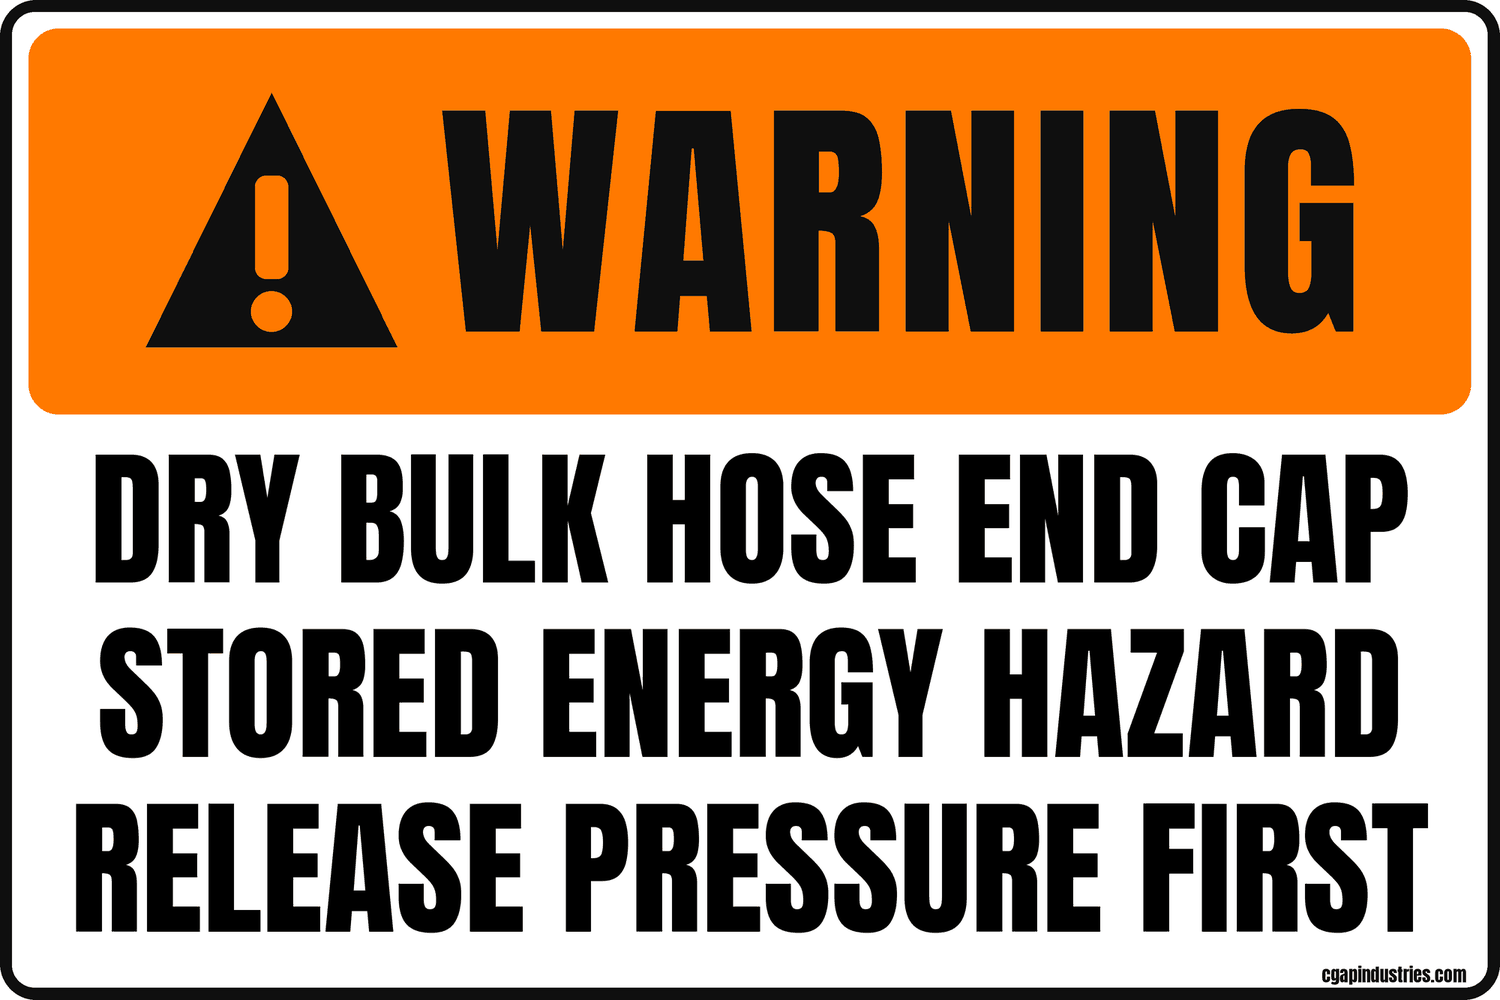 WARNING
DRY BULK HOSE END CAP
STORED ENERGY HAZARD
RELEASE PRESSURE FIRST
cgapindustries.com